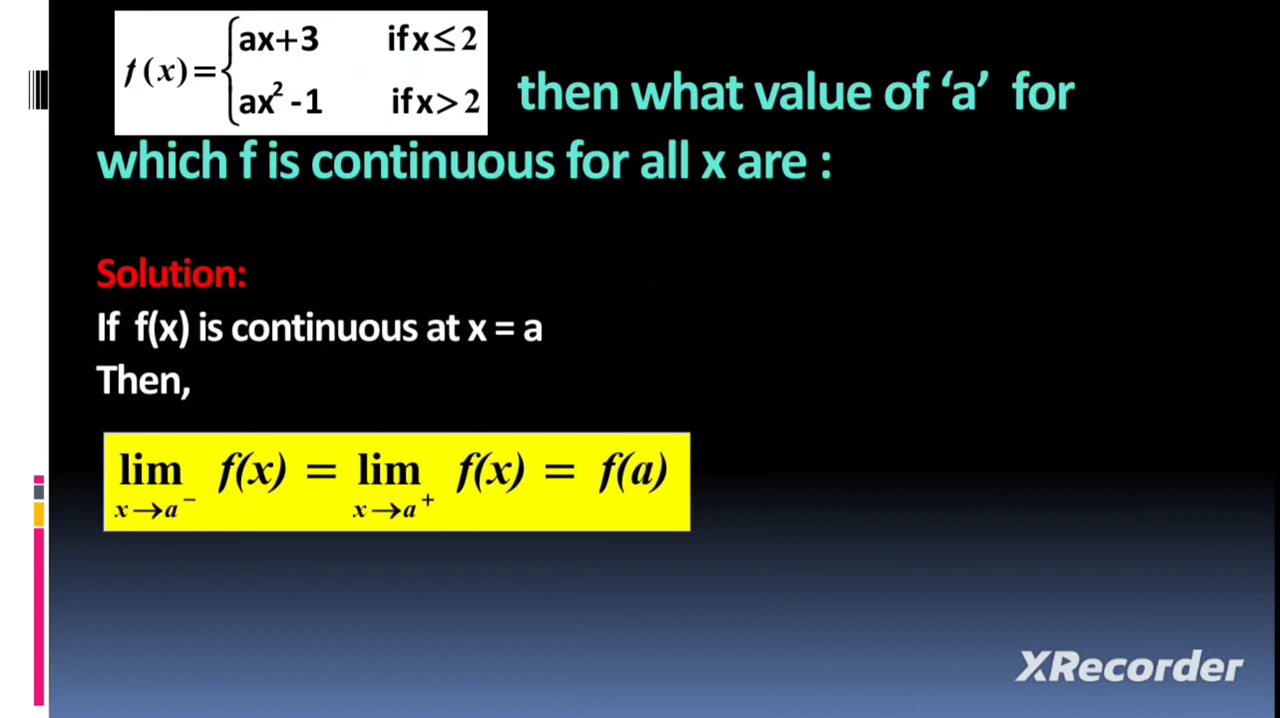 f(x) = { ax+3 if x ≤ 2
ax² -1 if x > 2 then what value of ‘a’ for
which f is continuous for all x are :
Solution:
If f(x) is continuous at x = a
Then,
lim x→a⁻ f(x) = lim x→a⁺ f(x) = f(a)
XRecorder